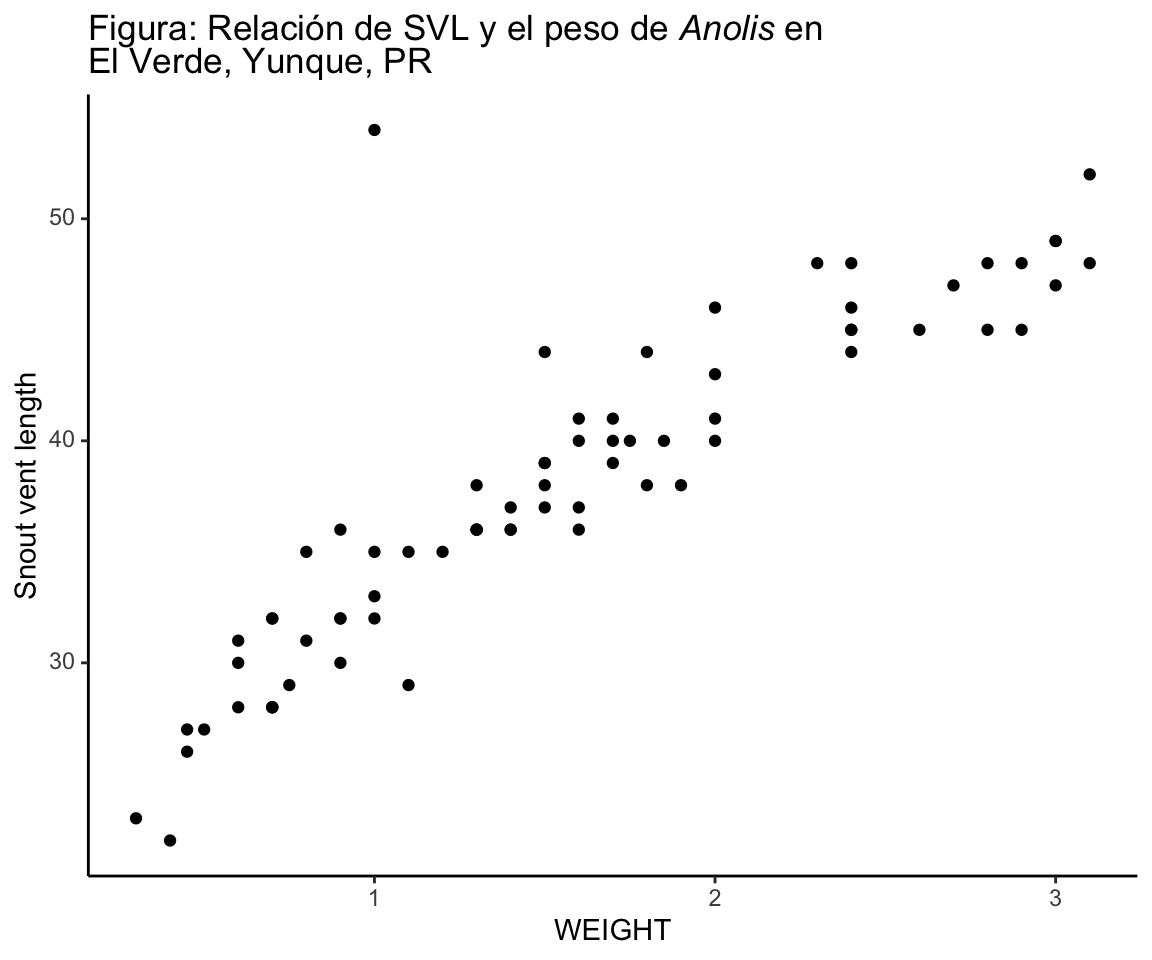 Figura: Relación de SVL y el peso de Anolis en
El Verde, Yunque, PR
50
40
30
Snout vent length
1
2
3
WEIGHT